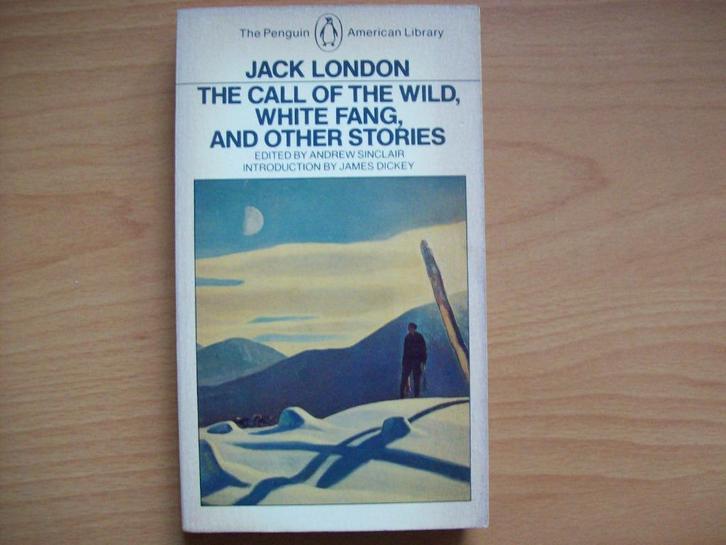 The Penguin American Library
JACK LONDON
THE CALL OF THE WILD,
WHITE FANG,
AND OTHER STORIES
EDITED BY ANDREW SINCLAIR
INTRODUCTION BY JAMES DICKEY